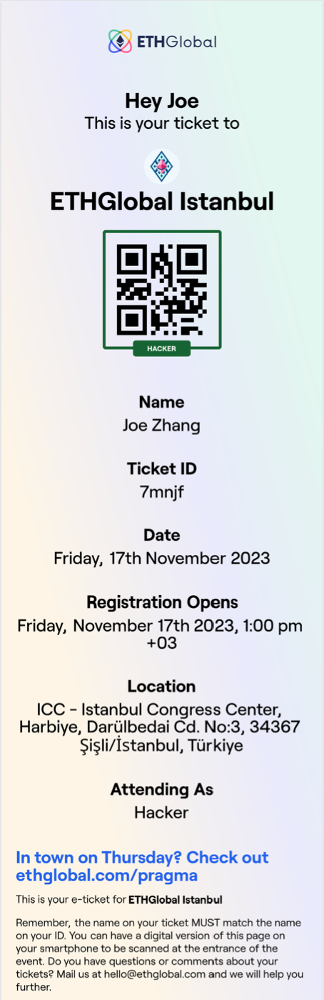 ETHGlobal
Hey Joe
This is your ticket to
ETHGlobal Istanbul
HACKER
Name
Joe Zhang
Ticket ID
7mnjf
Date
Friday, 17th November 2023
Registration Opens
Friday, November 17th 2023, 1:00 pm
+03
Location
ICC - Istanbul Congress Center,
Harbiye, Darülbedai Cd. No:3, 34367
Şişli/İstanbul, Türkiye
Attending As
Hacker
In town on Thursday? Check out
ethglobal.com/pragma
This is your e-ticket for ETHGlobal Istanbul
Remember, the name on your ticket MUST match the name
on your ID. You can have a digital version of this page on
your smartphone to be scanned at the entrance of the
event. Do you have questions or comments about your
tickets? Mail us at hello@ethglobal.com and we will help you
further.